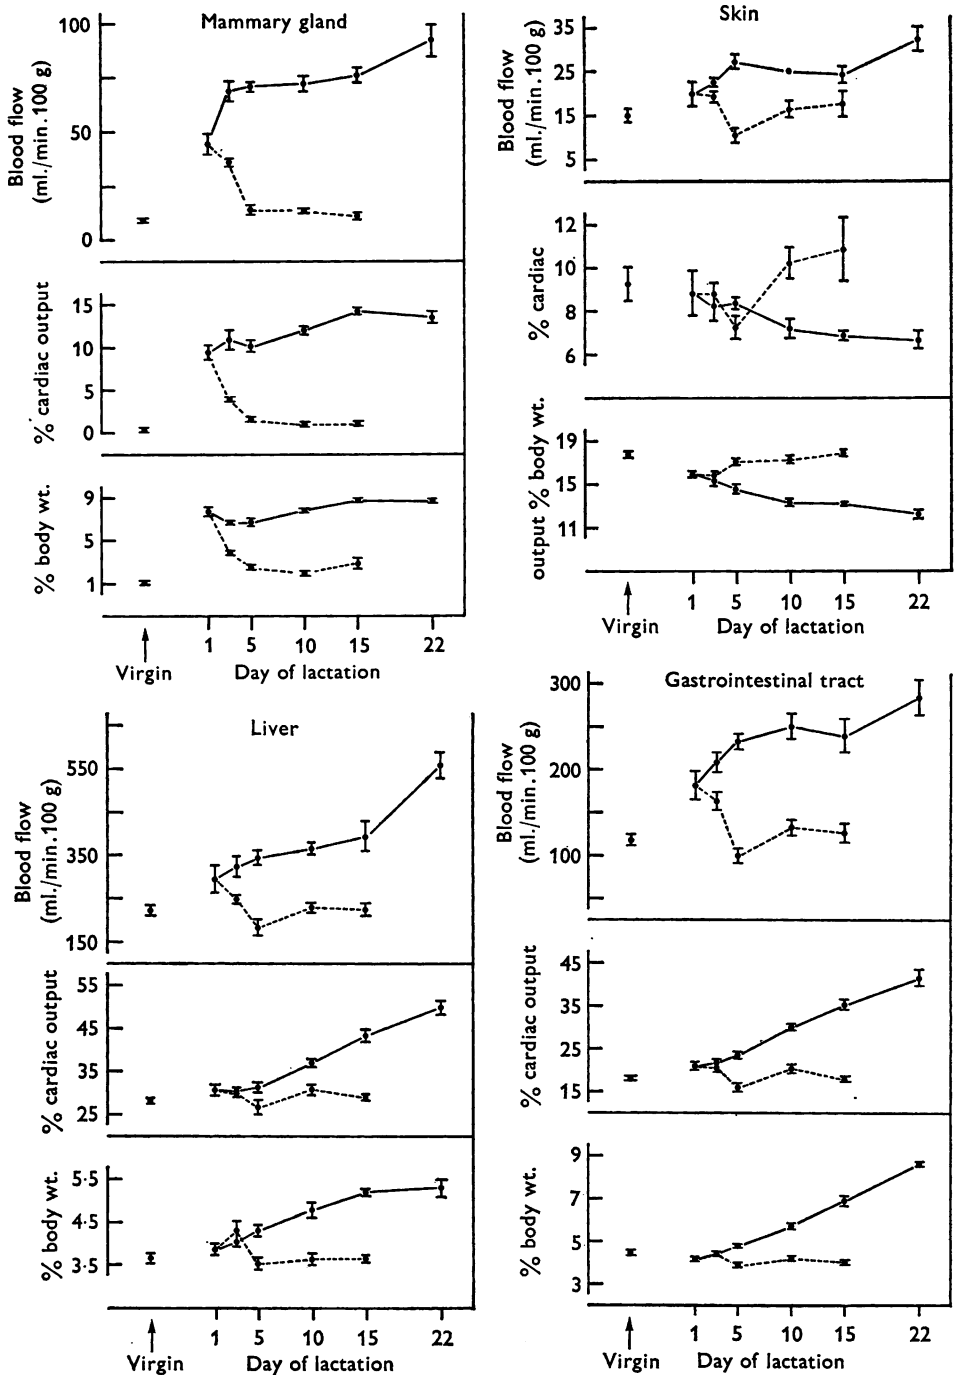 Mammary gland
Blood flow
(ml./min.100 g)
100
50
0
% cardiac output
15
10
5
0
% body wt.
9
5
1
1 5 10 15 22
Virgin
Day of lactation
Skin
Blood flow
(ml./min.100 g)
35
25
15
5
% cardiac
12
10
8
6
output % body wt.
19
15
11
1 5 10 15 22
Virgin
Day of lactation
Liver
Blood flow
(ml./min.100 g)
550
350
150
% cardiac output
55
45
35
25
% body wt.
5·5
4·5
3·5
1 5 10 15 22
Virgin
Day of lactation
Gastrointestinal tract
Blood flow
(ml./min.100 g)
300
200
100
% cardiac output
45
35
25
15
% body wt.
9
7
5
3
1 5 10 15 22
Virgin
Day of lactation